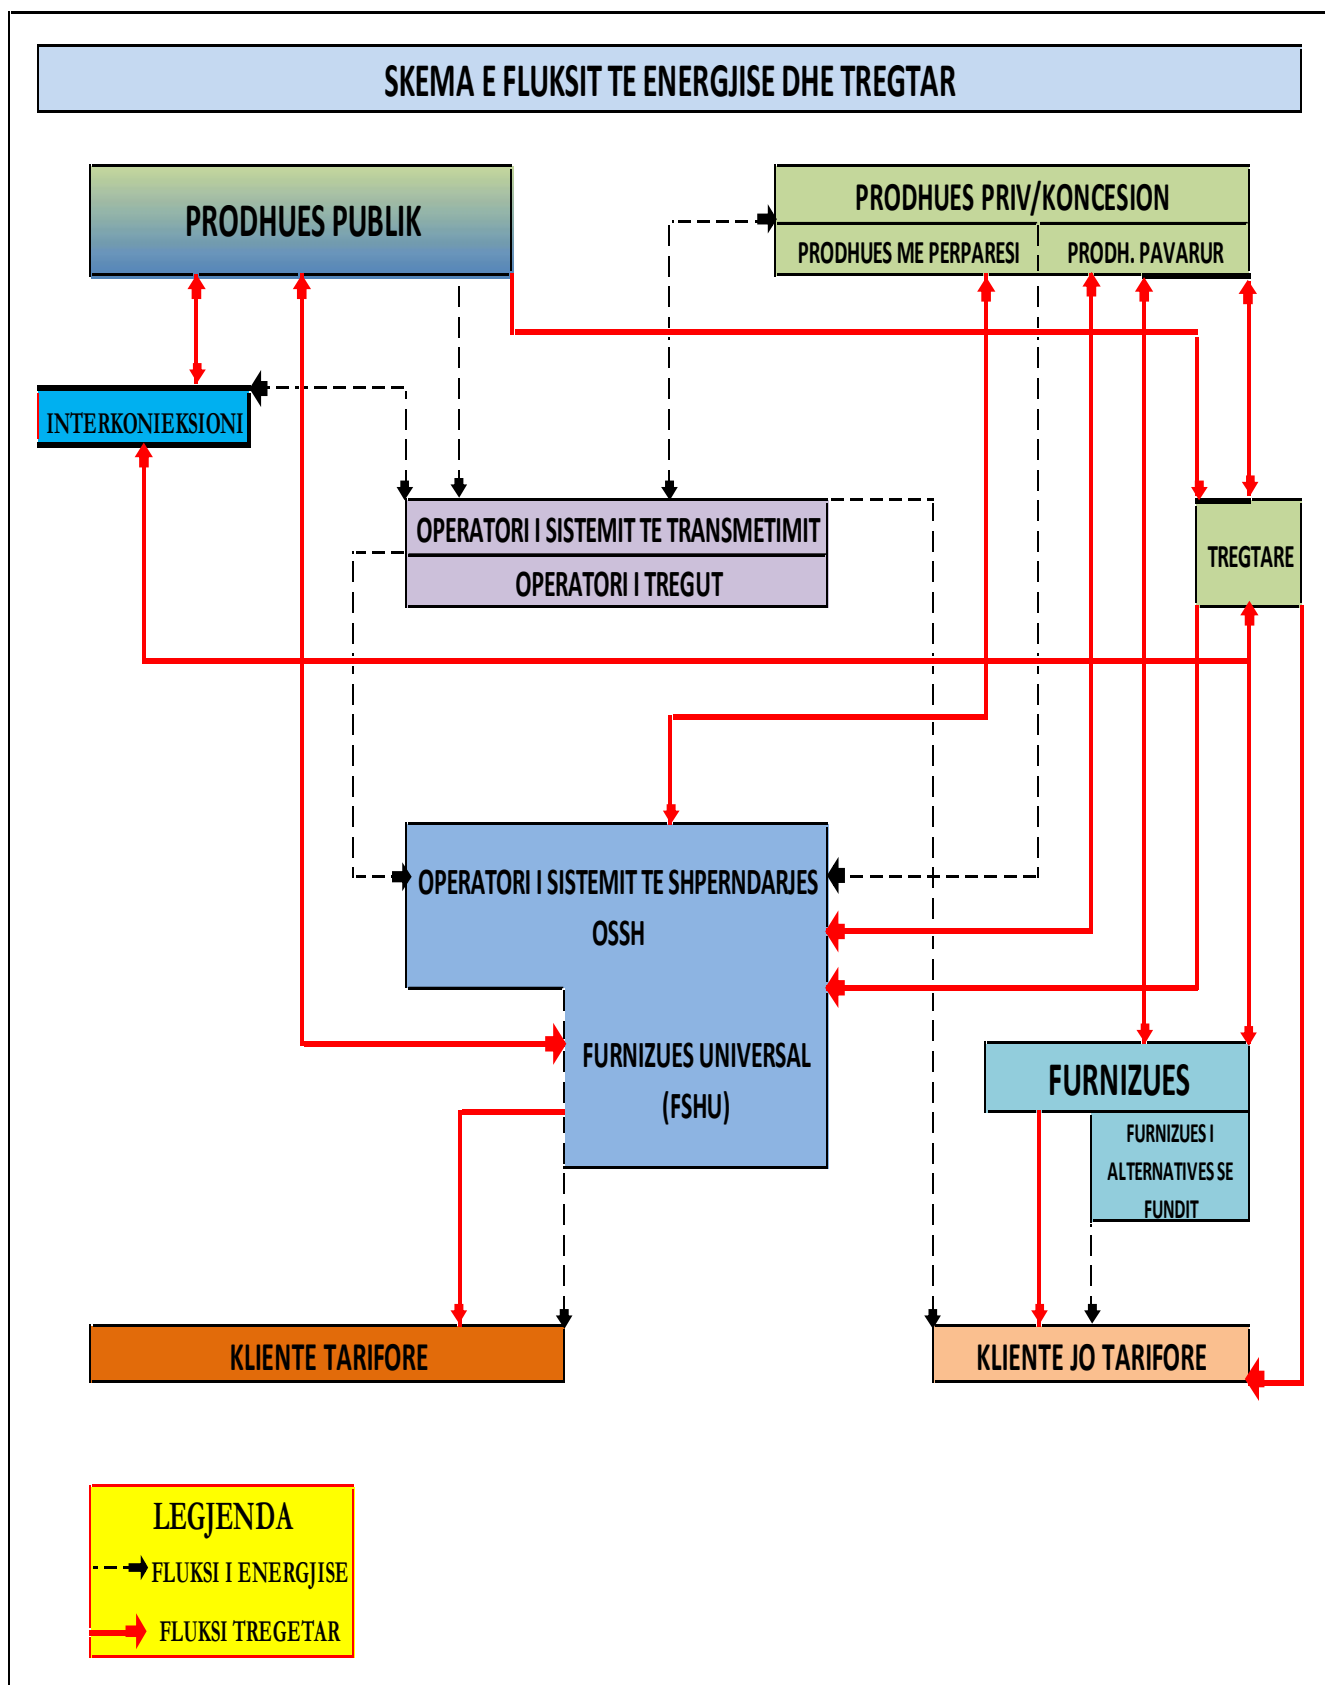 SKEMA E FLUKSIT TE ENERGJISE DHE TREGTAR
PRODHUES PUBLIK
PRODHUES PRIV/KONCESION
PRODHUES ME PERPARESI
PRODH. PAVARUR
INTERKONIEKSIONI
OPERATORI I SISTEMIT TE TRANSMETIMIT
OPERATORI I TREGUT
TREGTARE
OPERATORI I SISTEMIT TE SHPERNDARJES
OSSH
FURNIZUES UNIVERSAL
(FSHU)
FURNIZUES
FURNIZUES I
ALTERNATIVES SE
FUNDIT
KLIENTE TARIFORE
KLIENTE JO TARIFORE
LEGJENDA
FLUKSI I ENERGJISE
FLUKSI TREGETAR